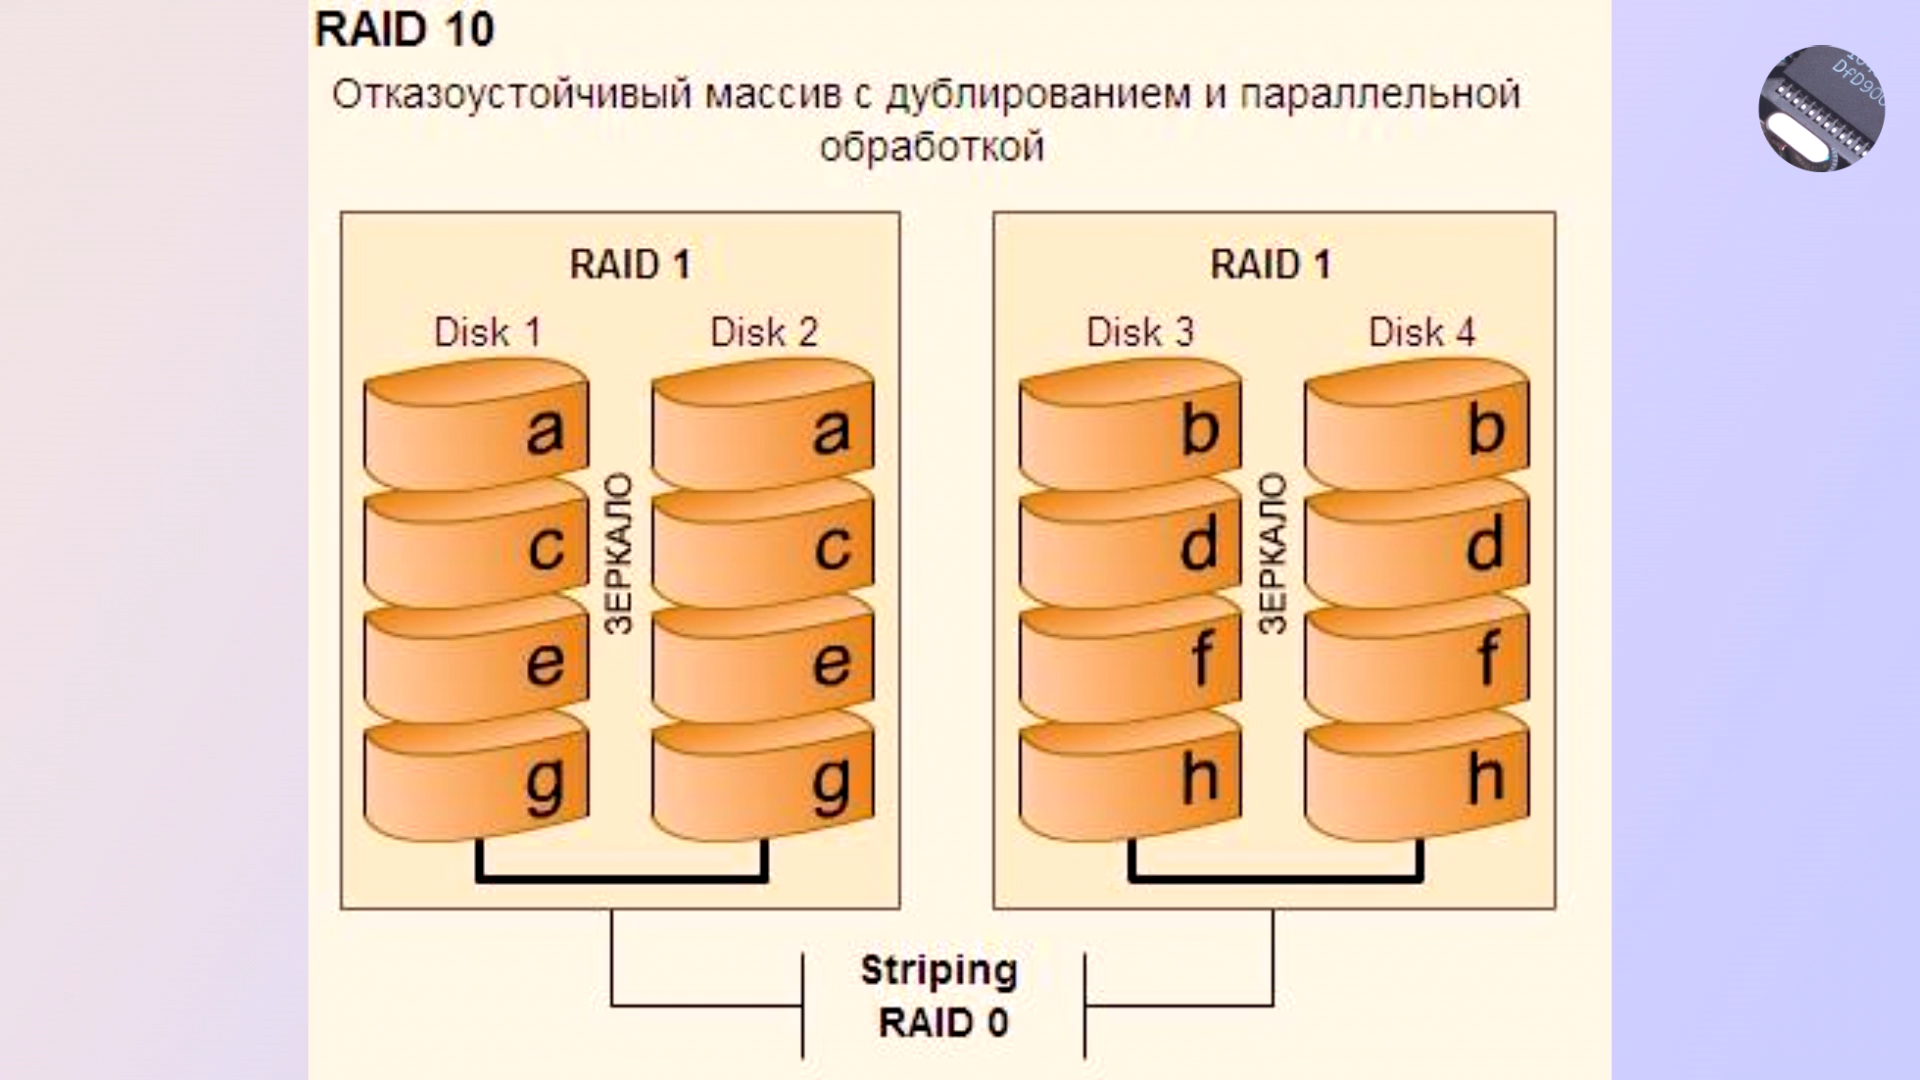 RAID 10
Отказоустойчивый массив с дублированием и параллельной
обработкой
RAID 1
Disk 1 Disk 2
a a
c c
e e
g g
ЗЕРКАЛО
RAID 1
Disk 3 Disk 4
b b
d d
f f
h h
ЗЕРКАЛО
Striping
RAID 0